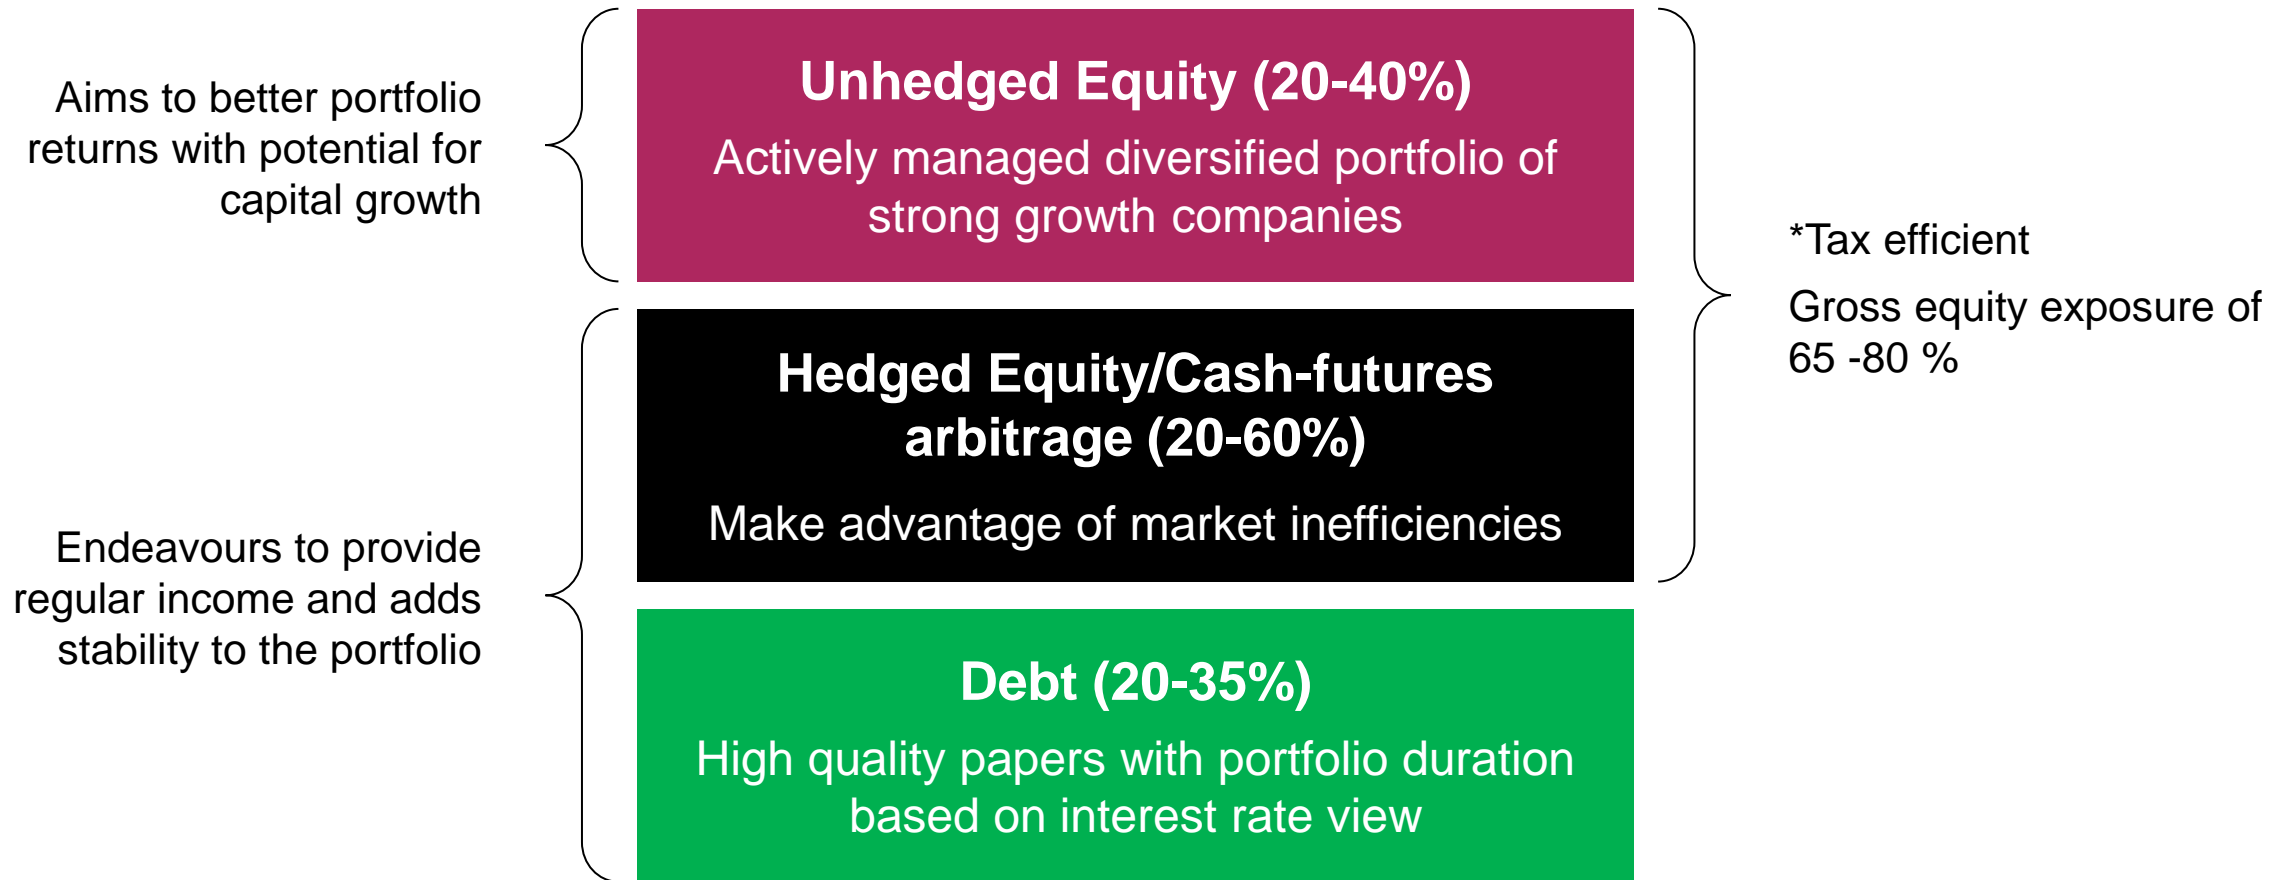 Aims to better portfolio
returns with potential for
capital growth
Unhedged Equity (20-40%)
Actively managed diversified portfolio of
strong growth companies
*Tax efficient
Gross equity exposure of
65 -80 %
Hedged Equity/Cash-futures
arbitrage (20-60%)
Make advantage of market inefficiencies
Endeavours to provide
regular income and adds
stability to the portfolio
Debt (20-35%)
High quality papers with portfolio duration
based on interest rate view